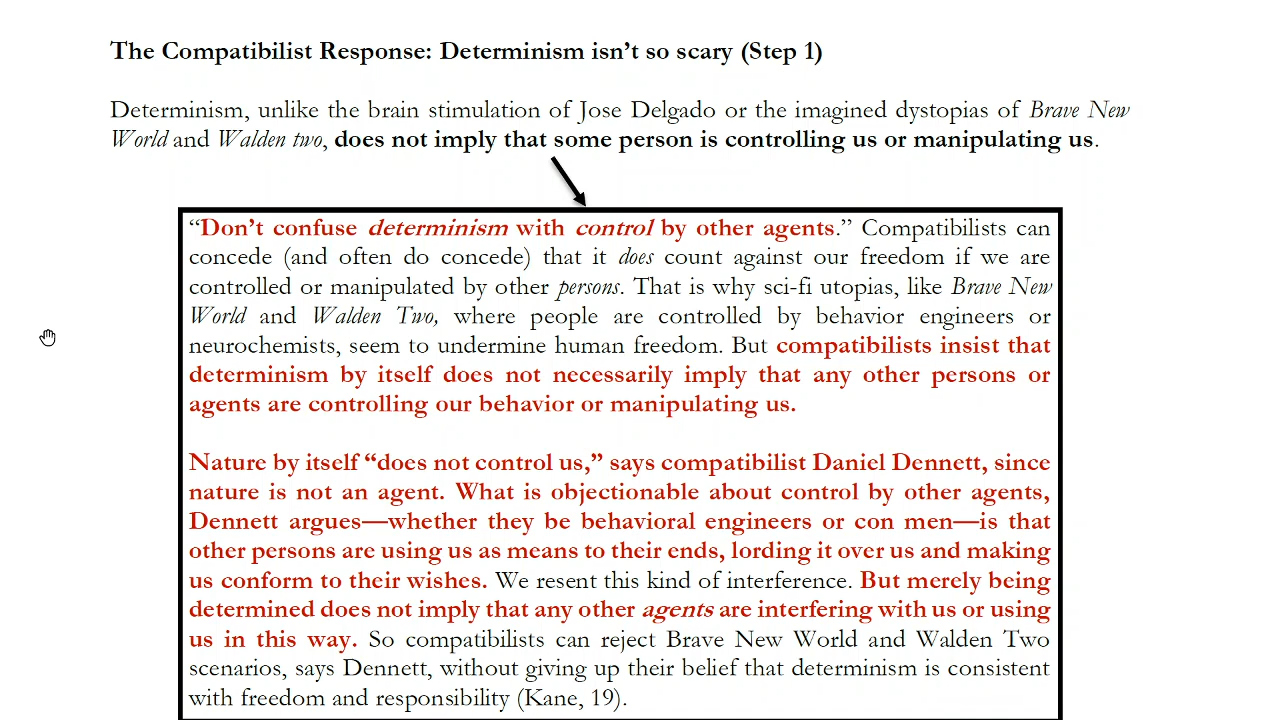 The Compatibilist Response: Determinism isn’t so scary (Step 1)
Determinism, unlike the brain stimulation of Jose Delgado or the imagined dystopias of Brave New
World and Walden two, does not imply that some person is controlling us or manipulating us.
“Don’t confuse determinism with control by other agents.” Compatibilists can
concede (and often do concede) that it does count against our freedom if we are
controlled or manipulated by other persons. That is why sci-fi utopias, like Brave New
World and Walden Two, where people are controlled by behavior engineers or
neurochemists, seem to undermine human freedom. But compatibilists insist that
determinism by itself does not necessarily imply that any other persons or
agents are controlling our behavior or manipulating us.
Nature by itself “does not control us,” says compatibilist Daniel Dennett, since
nature is not an agent. What is objectionable about control by other agents,
Dennett argues—whether they be behavioral engineers or con men—is that
other persons are using us as means to their ends, lording it over us and making
us conform to their wishes. We resent this kind of interference. But merely being
determined does not imply that any other agents are interfering with us or using
us in this way. So compatibilists can reject Brave New World and Walden Two
scenarios, says Dennett, without giving up their belief that determinism is consistent
with freedom and responsibility (Kane, 19).